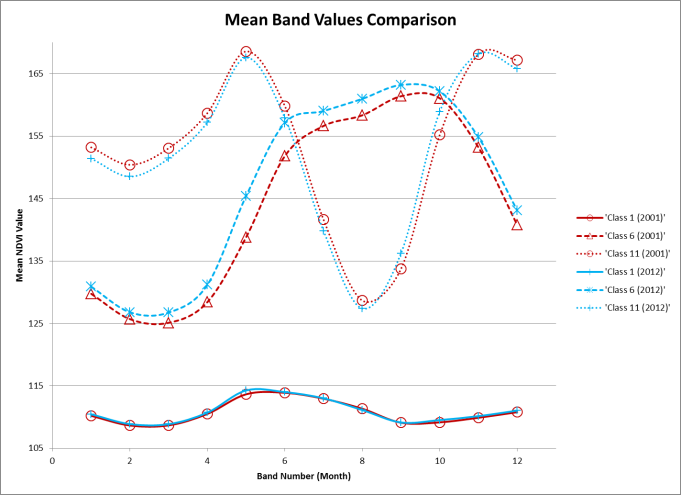 Mean Band Values Comparison
165
155
145
135
125
115
105
Mean NDVI Value
0 2 4 6 8 10 12
Band Number (Month)
'Class 1 (2001)'
'Class 6 (2001)'
'Class 11 (2001)'
'Class 1 (2012)'
'Class 6 (2012)'
'Class 11 (2012)'